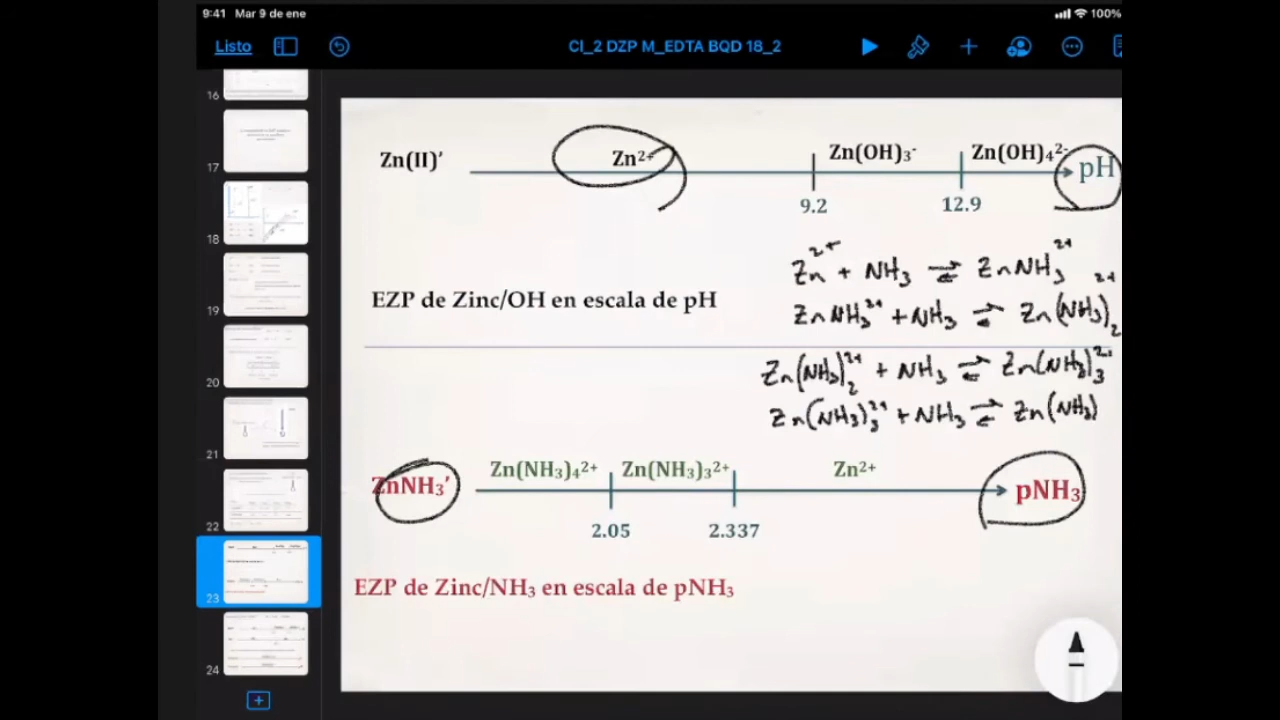 9:41 Mar 9 de ene 100%
Listo CI_2 DZP M_EDTA BQD 18_2
16
17
18
19
20
21
22
23
24
Zn(II)' Zn²⁺ Zn(OH)₃⁻ Zn(OH)₄²⁻ pH
9.2 12.9
Zn²⁺ + NH₃ ⇌ ZnNH₃²⁺
EZP de Zinc/OH en escala de pH
ZnNH₃²⁺ + NH₃ ⇌ Zn(NH₃)₂²⁺
Zn(NH₃)₂²⁺ + NH₃ ⇌ Zn(NH₃)₃²⁺
Zn(NH₃)₃²⁺ + NH₃ ⇌ Zn(NH₃)
ZnNH₃' Zn(NH₃)₄²⁺ Zn(NH₃)₃²⁺ Zn²⁺ pNH₃
2.05 2.337
EZP de Zinc/NH₃ en escala de pNH₃